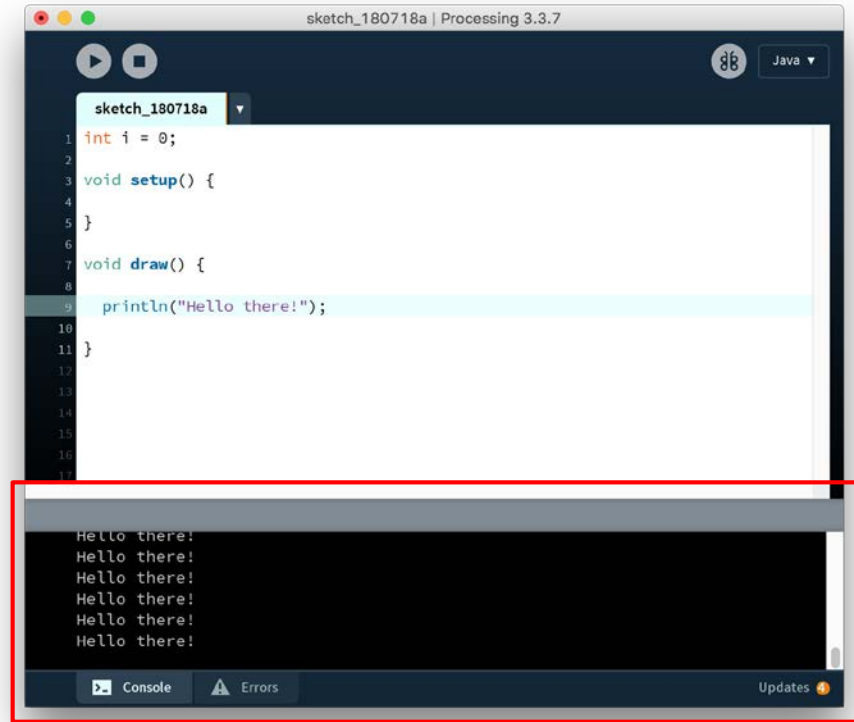 sketch_180718a | Processing 3.3.7
Java ▼
sketch_180718a ▼
1 int i = 0;
2
3 void setup() {
4
5 }
6
7 void draw() {
8
9 println("Hello there!");
10
11 }
12
13
14
15
16
17
Hello there!
Hello there!
Hello there!
Hello there!
Hello there!
Hello there!
>_ Console Errors Updates 4